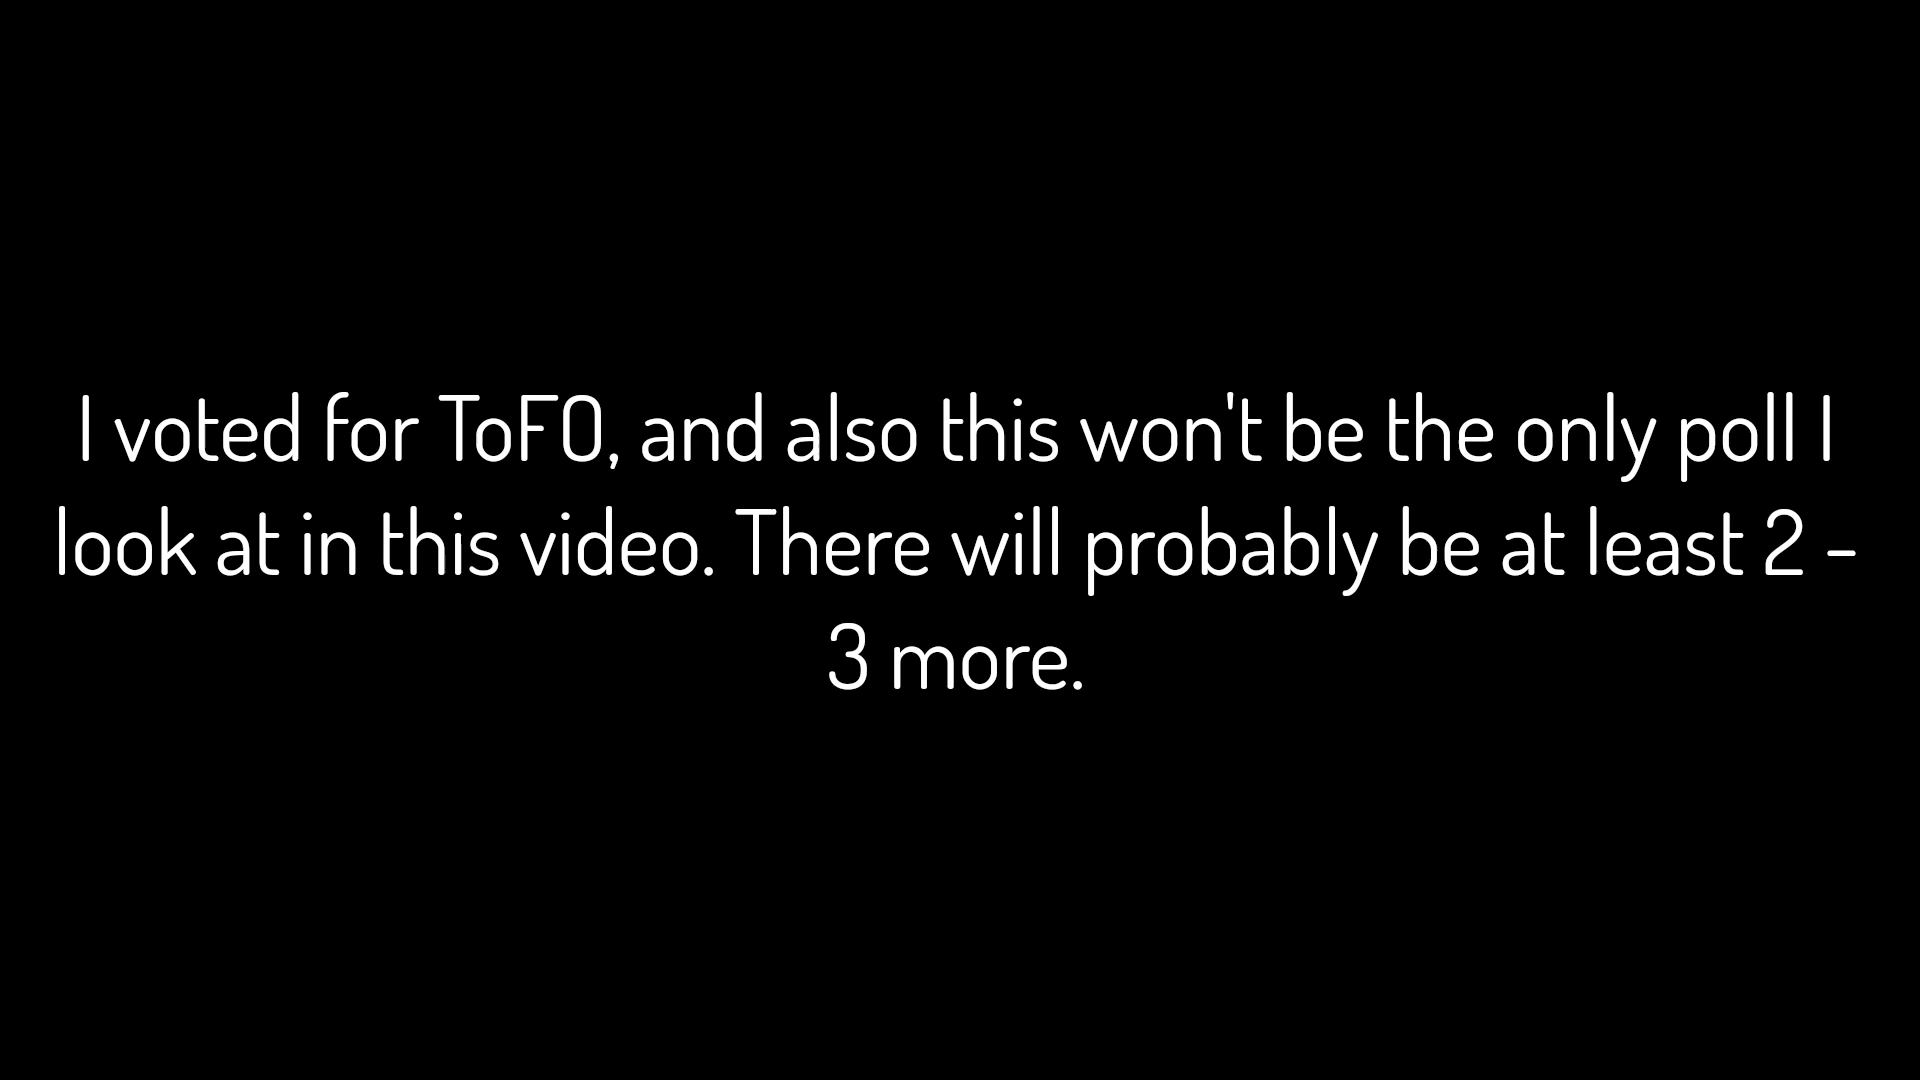 I voted for ToFO, and also this won't be the only poll I
look at in this video. There will probably be at least 2 -
3 more.